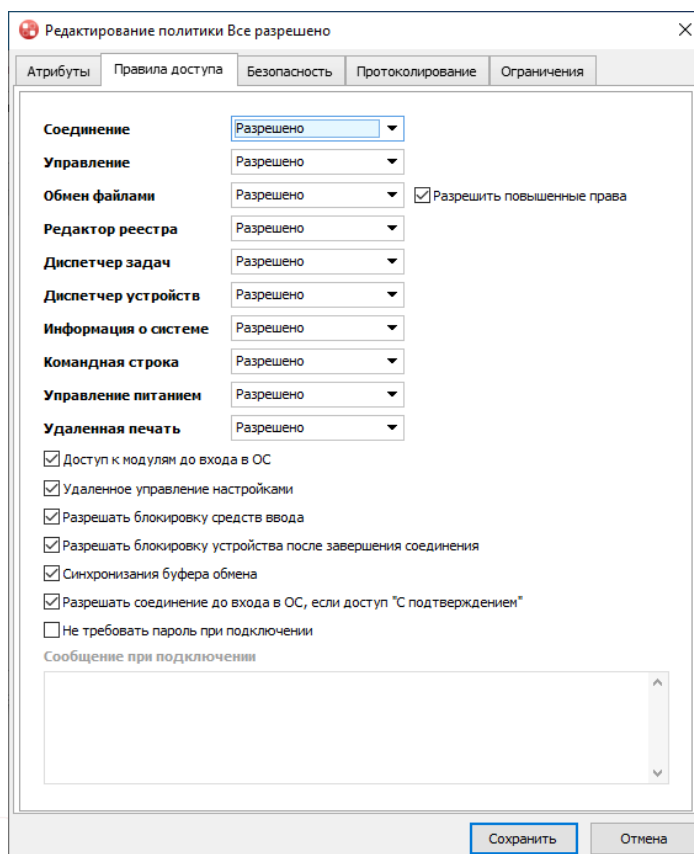 Редактирование политики Все разрешено
Атрибуты Правила доступа Безопасность Протоколирование Ограничения
Соединение Разрешено
Управление Разрешено
Обмен файлами Разрешено Разрешить повышенные права
Редактор реестра Разрешено
Диспетчер задач Разрешено
Диспетчер устройств Разрешено
Информация о системе Разрешено
Командная строка Разрешено
Управление питанием Разрешено
Удаленная печать Разрешено
Доступ к модулям до входа в ОС
Удаленное управление настройками
Разрешать блокировку средств ввода
Разрешать блокировку устройства после завершения соединения
Синхронизания буфера обмена
Разрешать соединение до входа в ОС, если доступ "С подтверждением"
Не требовать пароль при подключении
Сообщение при подключении
Сохранить Отмена